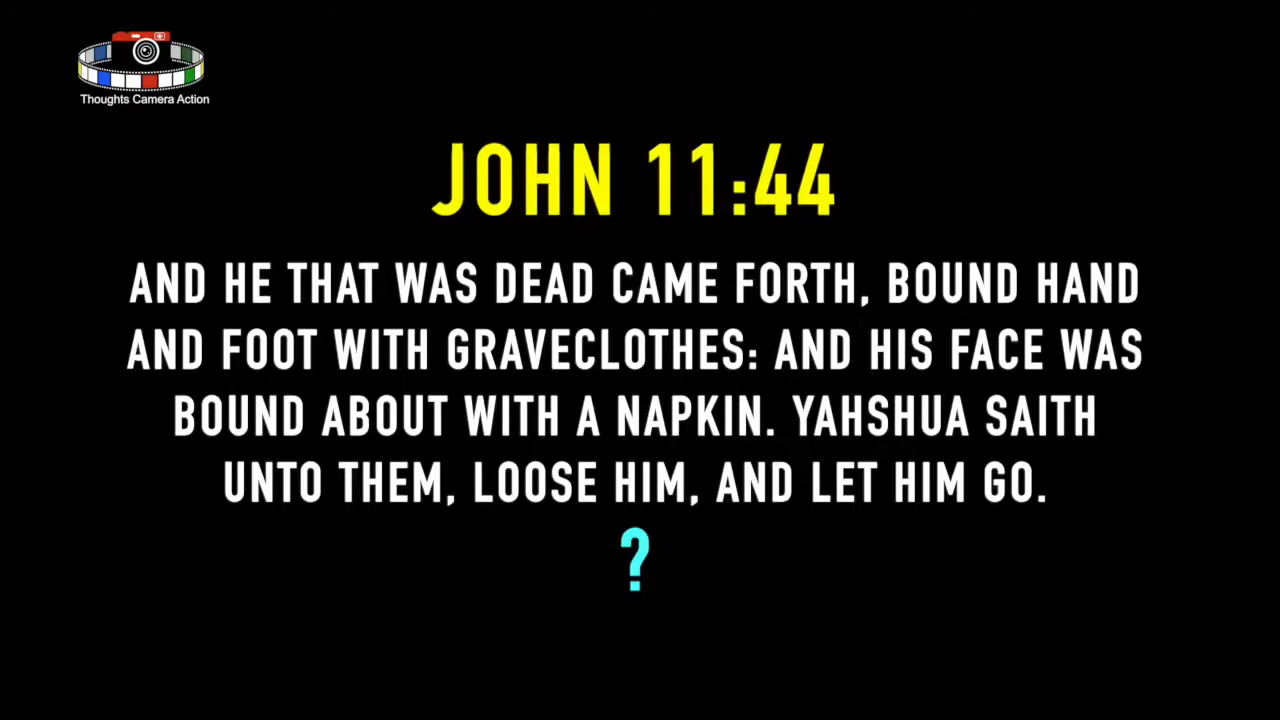 Thoughts Camera Action
JOHN 11:44
AND HE THAT WAS DEAD CAME FORTH, BOUND HAND
AND FOOT WITH GRAVECLOTHES: AND HIS FACE WAS
BOUND ABOUT WITH A NAPKIN. YAHSHUA SAITH
UNTO THEM, LOOSE HIM, AND LET HIM GO.
?